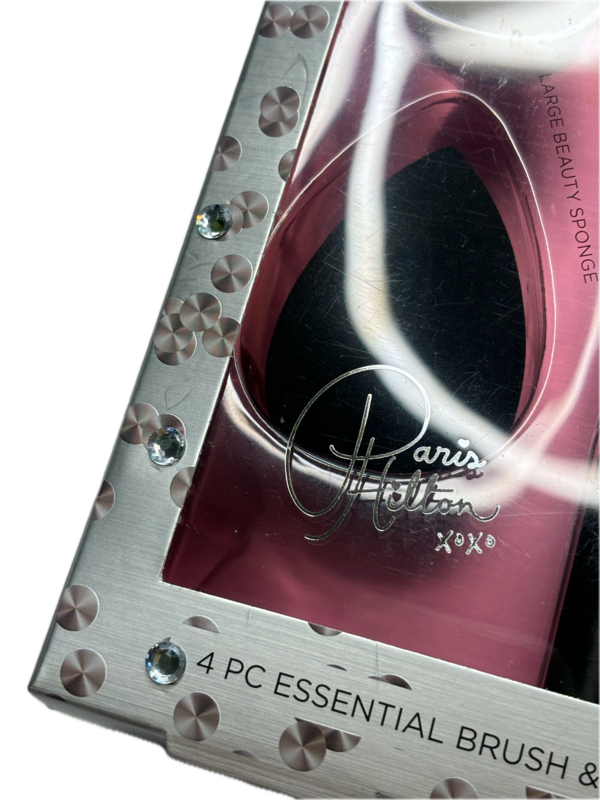 LARGE BEAUTY SPONGE
Paris
Hilton
xoxo
4 PC ESSENTIAL BRUSH &